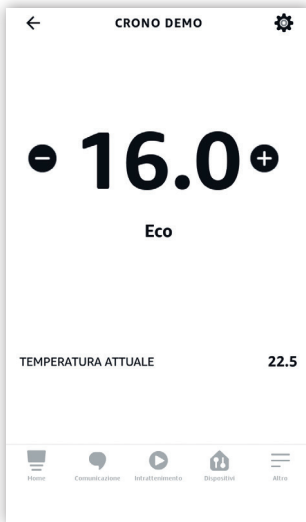 CRONO DEMO
16.0
Eco
TEMPERATURA ATTUALE 22.5
Home Comunicazione Intrattenimento Dispositivi Altro